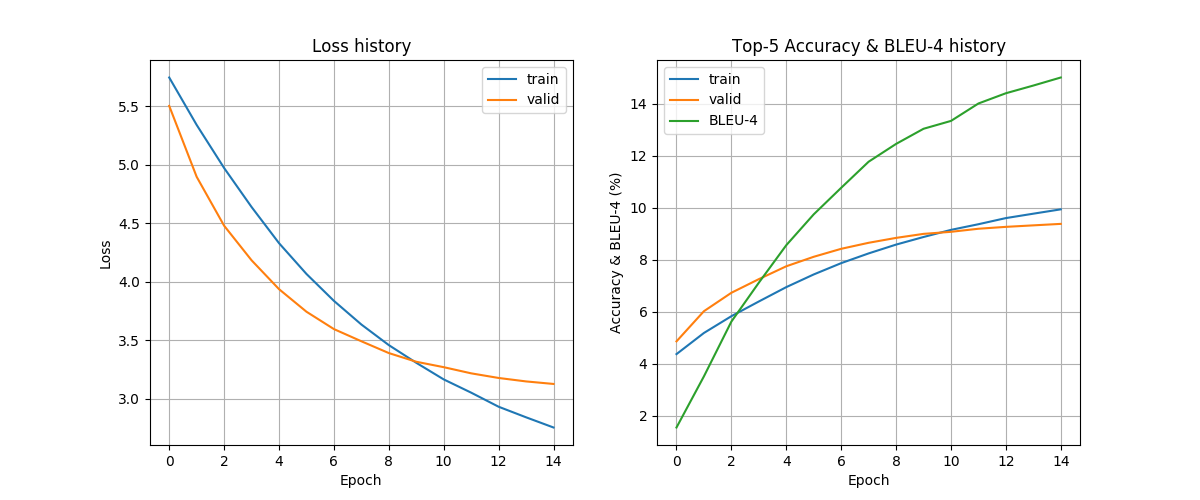 Loss history
train
valid
5.5
5.0
4.5
4.0
3.5
3.0
Loss
0 2 4 6 8 10 12 14
Epoch
Top-5 Accuracy & BLEU-4 history
train
valid
BLEU-4
14
12
10
8
6
4
2
Accuracy & BLEU-4 (%)
0 2 4 6 8 10 12 14
Epoch